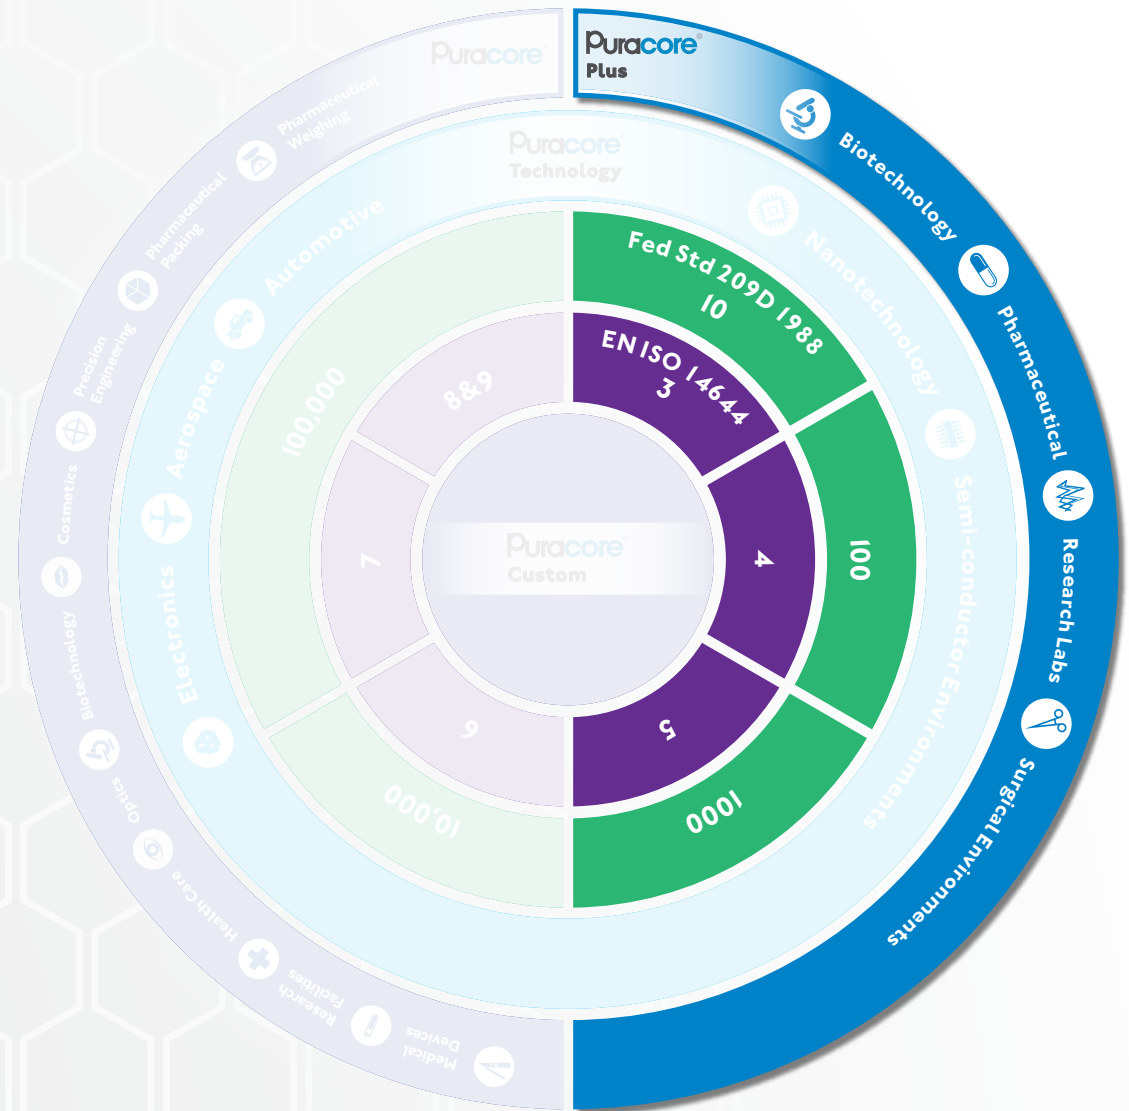 Puracore®
Plus
Biotechnology
Pharmaceutical
Research Labs
Surgical Environments
Puracore
Technology
Nanotechnology
Semi-conductor Environments
Electronics
Aerospace
Automotive
Puracore
Pharmaceutical
Weighing
Pharmaceutical
Packing
Precision
Engineering
Cosmetics
Biotechnology
Optics
Health Care
Research
Facilities
Medical
Devices
Fed Std 209D 1988
10
100
1000
10,000
100,000
EN ISO 14644
3
4
5
6
7
8&9
Puracore
Custom